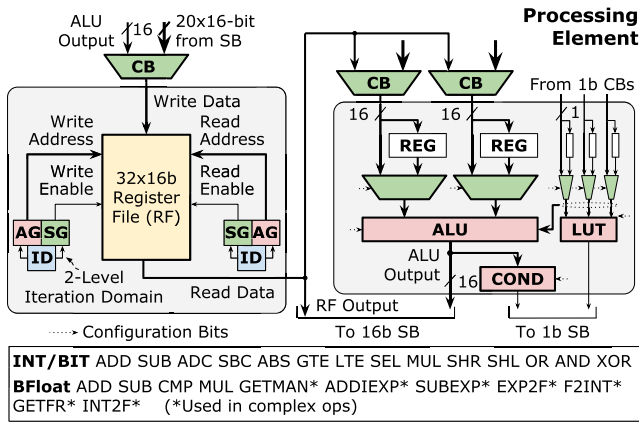 ALU Output
16
20x16-bit from SB
Processing Element
CB
Write Data
Write Address
Read Address
Write Enable
Read Enable
32x16b Register File (RF)
AG SG
ID
SG AG
ID
2-Level Iteration Domain
Read Data
CB
CB
From 1b CBs
16
16
1
REG
REG
ALU
LUT
ALU Output
16
COND
RF Output
To 16b SB
To 1b SB
Configuration Bits
INT/BIT ADD SUB ADC SBC ABS GTE LTE SEL MUL SHR SHL OR AND XOR
BFloat ADD SUB CMP MUL GETMAN* ADDIEXP* SUBEXP* EXP2F* F2INT*
GETFR* INT2F* (*Used in complex ops)